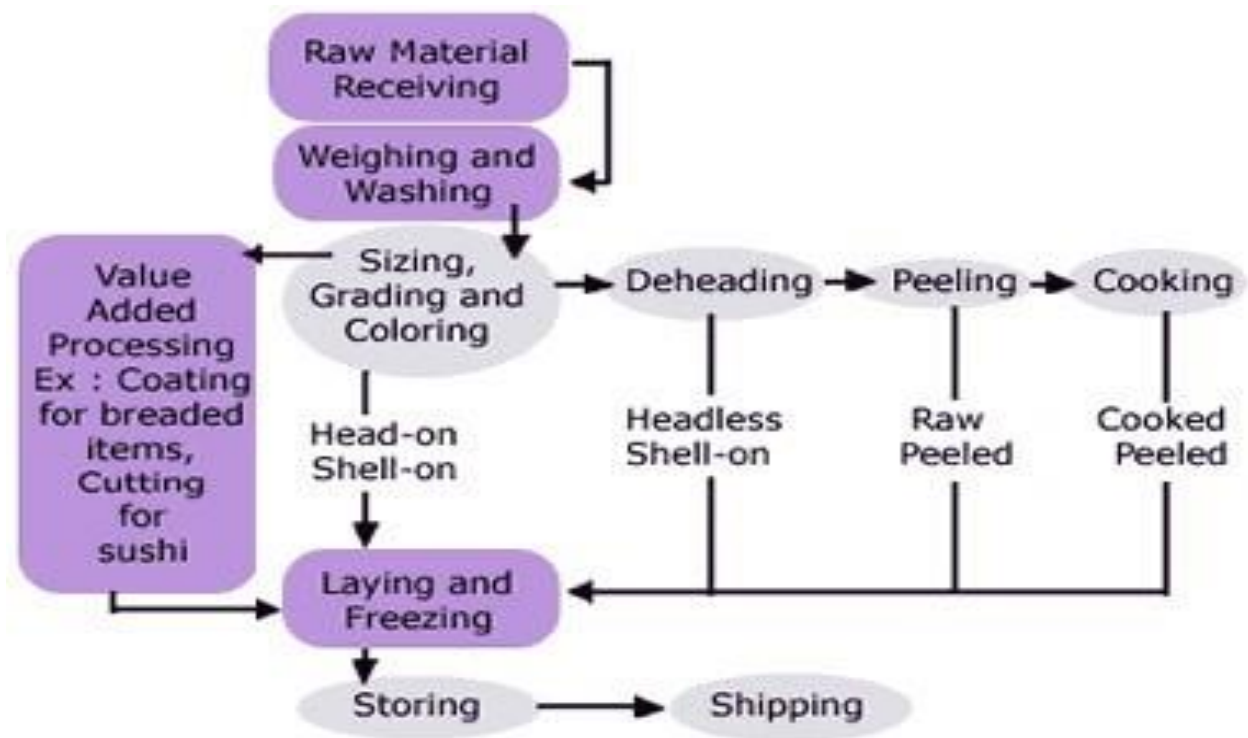 Raw Material
Receiving
Weighing and
Washing
Sizing,
Grading and
Coloring
Deheading
Peeling
Cooking
Value
Added
Processing
Ex : Coating
for breaded
items,
Cutting
for
sushi
Head-on
Shell-on
Headless
Shell-on
Raw
Peeled
Cooked
Peeled
Laying and
Freezing
Storing
Shipping